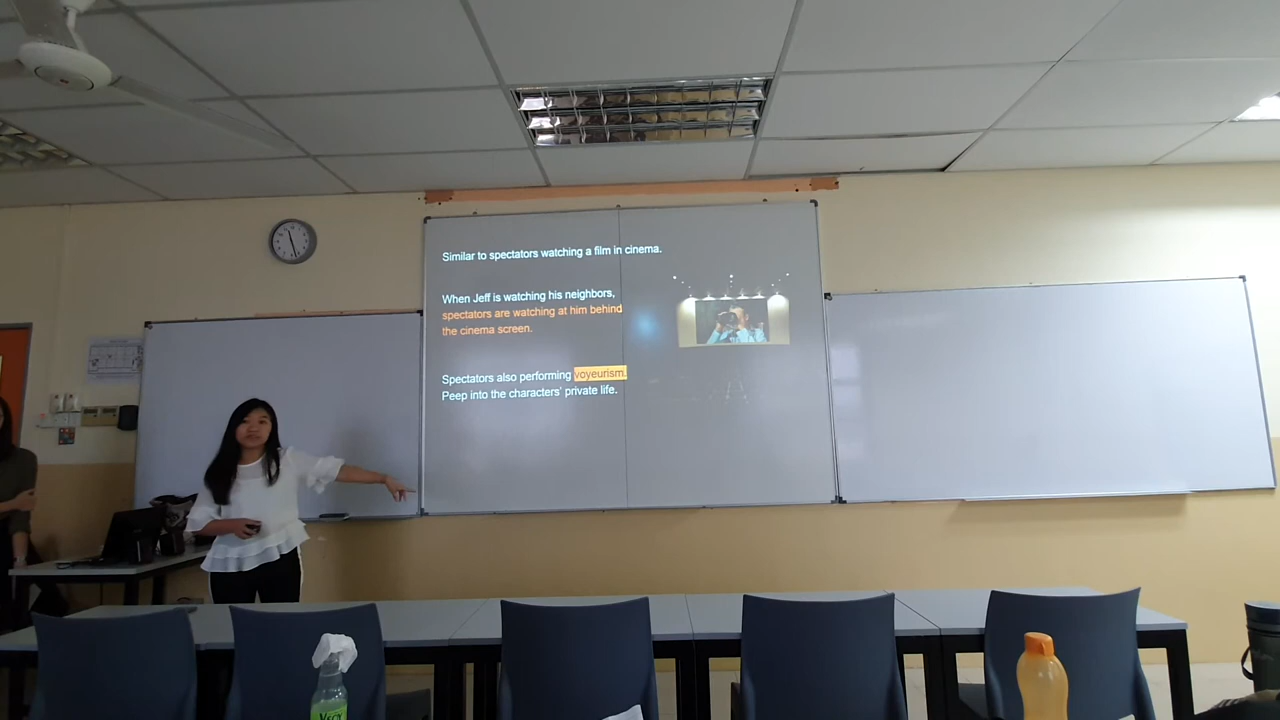 Similar to spectators watching a film in cinema.
When Jeff is watching his neighbors,
spectators are watching at him behind
the cinema screen.
Spectators also performing voyeurism.
Peep into the characters' private life.